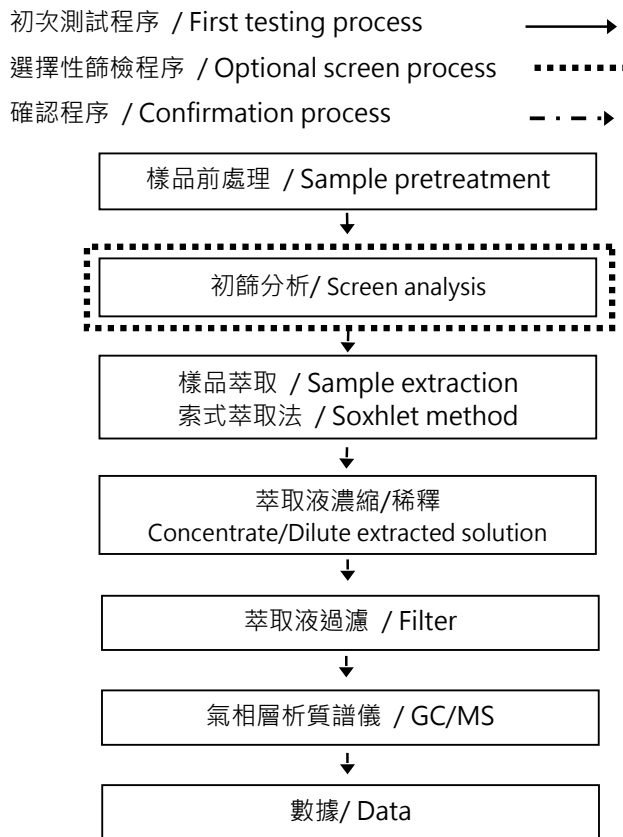 初次測試程序 / First testing process
選擇性篩檢程序 / Optional screen process
確認程序 / Confirmation process
樣品前處理 / Sample pretreatment
初篩分析/ Screen analysis
樣品萃取 / Sample extraction
索式萃取法 / Soxhlet method
萃取液濃縮/稀釋
Concentrate/Dilute extracted solution
萃取液過濾 / Filter
氣相層析質譜儀 / GC/MS
數據/ Data